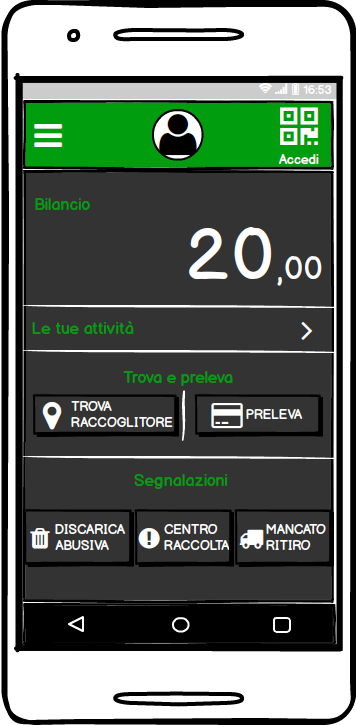 16:53
Accedi
Bilancio
20,00
Le tue attività
Trova e preleva
TROVA
RACCOGLITORE
PRELEVA
Segnalazioni
DISCARICA
ABUSIVA
CENTRO
RACCOLTA
MANCATO
RITIRO